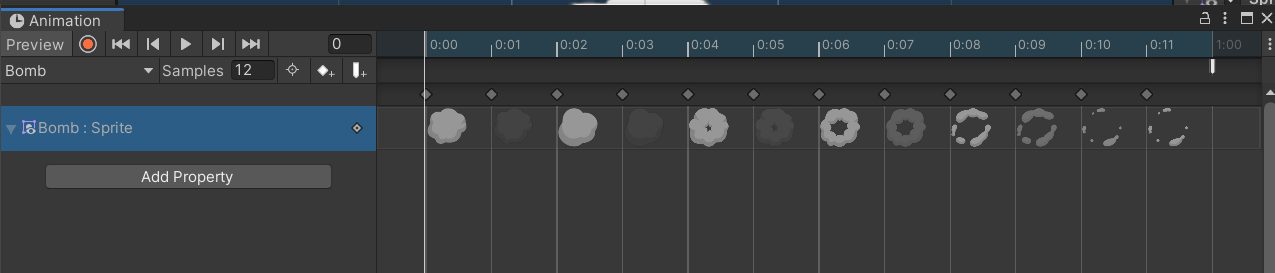 Spr
Animation
Preview
0
0:00 0:01 0:02 0:03 0:04 0:05 0:06 0:07 0:08 0:09 0:10 0:11 1:00
Bomb
Samples 12
Bomb : Sprite
Add Property